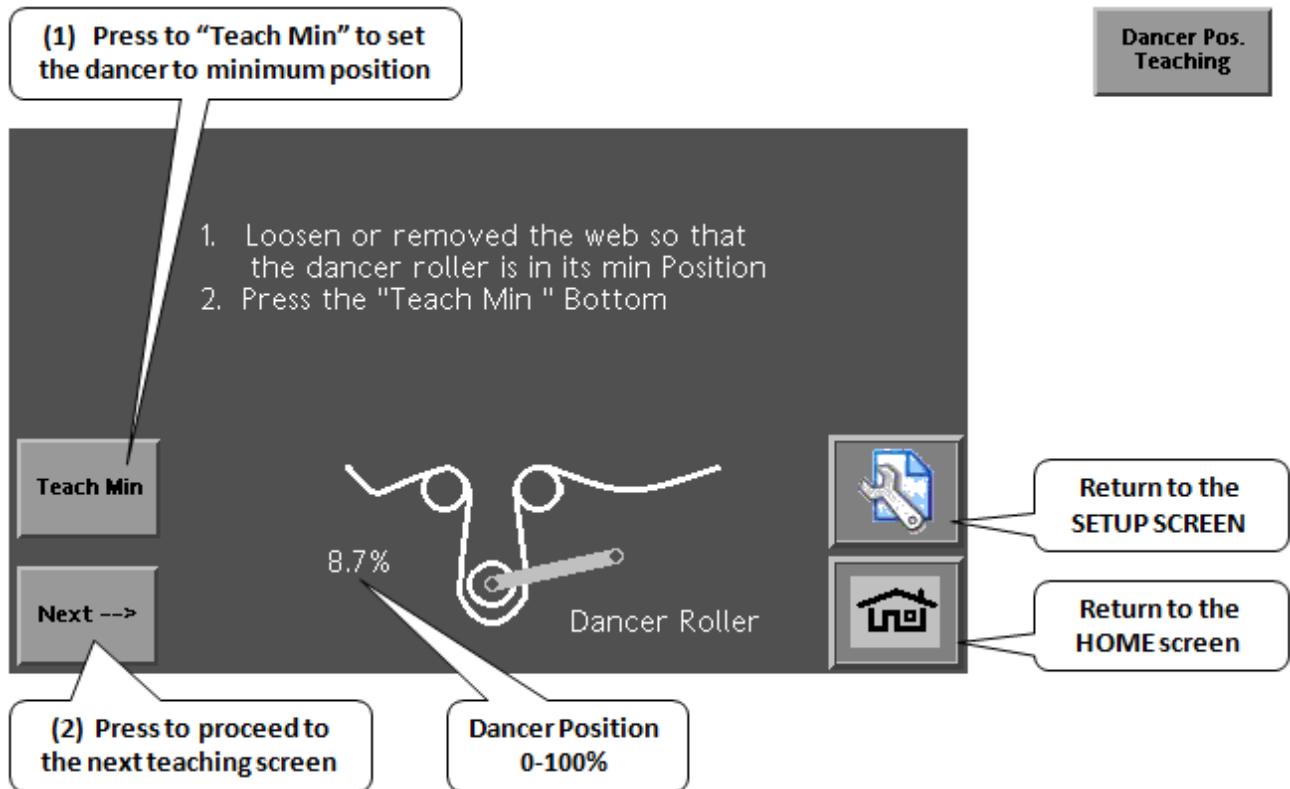 (1) Press to “Teach Min” to set
the dancer to minimum position
Dancer Pos.
Teaching
1. Loosen or removed the web so that
the dancer roller is in its min Position
2. Press the "Teach Min " Bottom
Teach Min
Next -->
8.7%
Dancer Roller
Return to the
SETUP SCREEN
Return to the
HOME screen
(2) Press to proceed to
the next teaching screen
Dancer Position
0-100%